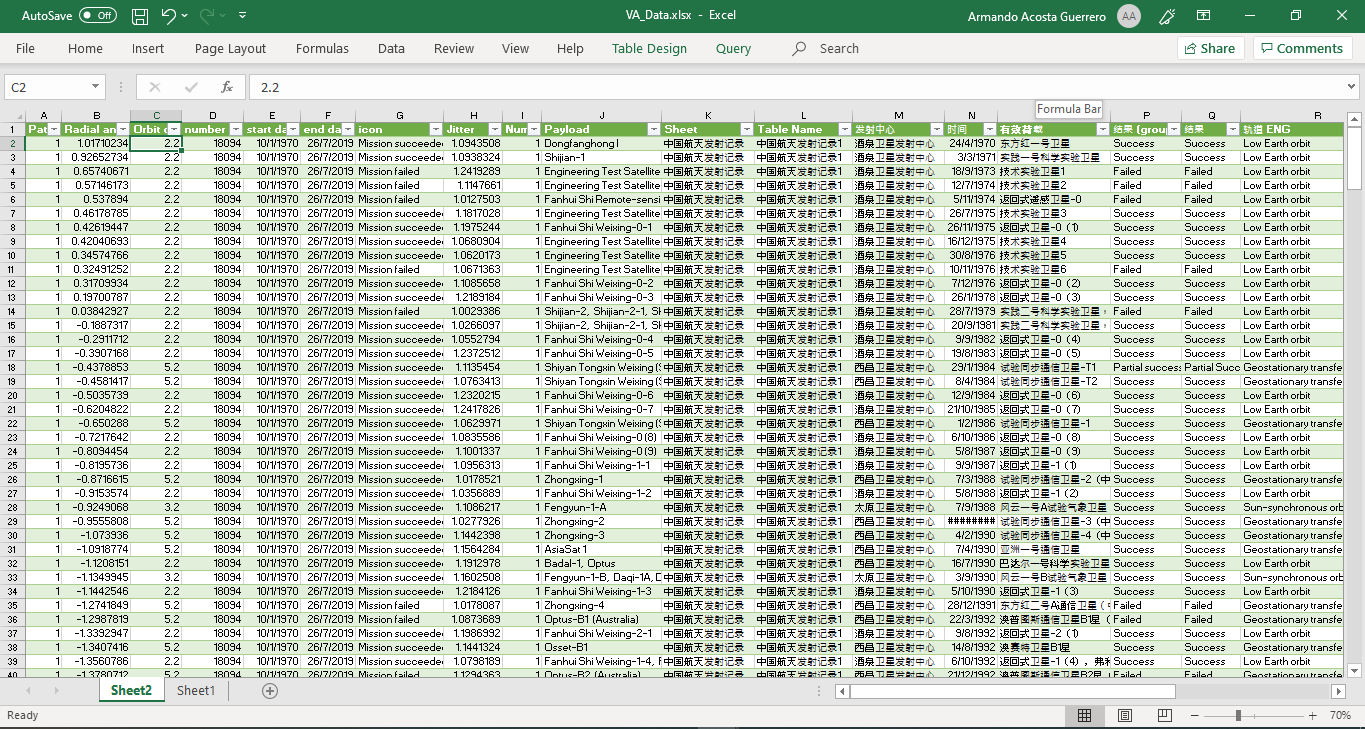 AutoSave Off VA_Data.xlsx - Excel Armando Acosta Guerrero AA
File Home Insert Page Layout Formulas Data Review View Help Table Design Query Search Share Comments
C2 fx 2.2
Formula Bar
A B C D E F G H I J K L M N O P Q R
1 Pat Radial an Orbit c number start da end da icon Jitter Num Payload Sheet Table Name 发射中心 时间 有效荷载 结果 (grou 结果 轨道 ENG
2 1 1.01710234 2.2 18094 10/1/1970 26/7/2019 Mission succeede 1.0943508 1 Dongfanghong I 中国航天发射记录 中国航天发射记录1 酒泉卫星发射中心 24/4/1970 东方红一号卫星 Success Success Low Earth orbit
3 1 0.92652734 2.2 18094 10/1/1970 26/7/2019 Mission succeede 1.0938324 1 Shijian-1 中国航天发射记录 中国航天发射记录1 酒泉卫星发射中心 3/3/1971 实践一号科学实验卫星 Success Success Low Earth orbit
4 1 0.65740671 2.2 18094 10/1/1970 26/7/2019 Mission failed 1.2419289 1 Engineering Test Satellite 中国航天发射记录 中国航天发射记录1 酒泉卫星发射中心 18/9/1973 技术实验卫星1 Failed Failed Low Earth orbit
5 1 0.57146173 2.2 18094 10/1/1970 26/7/2019 Mission failed 1.1147661 1 Engineering Test Satellite 中国航天发射记录 中国航天发射记录1 酒泉卫星发射中心 12/7/1974 技术实验卫星2 Failed Failed Low Earth orbit
6 1 0.537894 2.2 18094 10/1/1970 26/7/2019 Mission failed 1.0127503 1 Fanhui Shi Remote-sensi 中国航天发射记录 中国航天发射记录1 酒泉卫星发射中心 5/11/1974 返回式遥感卫星-0 Failed Failed Low Earth orbit
7 1 0.46178785 2.2 18094 10/1/1970 26/7/2019 Mission succeede 1.1817028 1 Engineering Test Satellite 中国航天发射记录 中国航天发射记录1 酒泉卫星发射中心 26/7/1975 技术实验卫星3 Success Success Low Earth orbit
8 1 0.42619447 2.2 18094 10/1/1970 26/7/2019 Mission succeede 1.1975244 1 Fanhui Shi Weixing-0-1 中国航天发射记录 中国航天发射记录1 酒泉卫星发射中心 26/11/1975 返回式卫星-0（1） Success Success Low Earth orbit
9 1 0.42040693 2.2 18094 10/1/1970 26/7/2019 Mission succeede 1.0680904 1 Engineering Test Satellite 中国航天发射记录 中国航天发射记录1 酒泉卫星发射中心 16/12/1975 技术实验卫星4 Success Success Low Earth orbit
10 1 0.34574766 2.2 18094 10/1/1970 26/7/2019 Mission succeede 1.0620173 1 Engineering Test Satellite 中国航天发射记录 中国航天发射记录1 酒泉卫星发射中心 30/8/1976 技术实验卫星5 Success Success Low Earth orbit
11 1 0.32491252 2.2 18094 10/1/1970 26/7/2019 Mission failed 1.0671363 1 Engineering Test Satellite 中国航天发射记录 中国航天发射记录1 酒泉卫星发射中心 10/11/1976 技术实验卫星6 Failed Failed Low Earth orbit
12 1 0.31709934 2.2 18094 10/1/1970 26/7/2019 Mission succeede 1.1085658 1 Fanhui Shi Weixing-0-2 中国航天发射记录 中国航天发射记录1 酒泉卫星发射中心 7/12/1976 返回式卫星-0（2） Success Success Low Earth orbit
13 1 0.19700787 2.2 18094 10/1/1970 26/7/2019 Mission succeede 1.2189184 1 Fanhui Shi Weixing-0-3 中国航天发射记录 中国航天发射记录1 酒泉卫星发射中心 26/1/1978 返回式卫星-0（3） Success Success Low Earth orbit
14 1 0.03842927 2.2 18094 10/1/1970 26/7/2019 Mission failed 1.0029386 1 Shijian-2, Shijian-2-1, Sh 中国航天发射记录 中国航天发射记录1 酒泉卫星发射中心 28/7/1979 实践二号科学实验卫星 Failed Failed Low Earth orbit
15 1 -0.1887317 2.2 18094 10/1/1970 26/7/2019 Mission succeede 1.0266097 1 Shijian-2, Shijian-2-1, Sh 中国航天发射记录 中国航天发射记录1 酒泉卫星发射中心 20/9/1981 实践二号科学实验卫星 Success Success Low Earth orbit
16 1 -0.2911712 2.2 18094 10/1/1970 26/7/2019 Mission succeede 1.0552794 1 Fanhui Shi Weixing-0-4 中国航天发射记录 中国航天发射记录1 酒泉卫星发射中心 9/9/1982 返回式卫星-0（4） Success Success Low Earth orbit
17 1 -0.3907168 2.2 18094 10/1/1970 26/7/2019 Mission succeede 1.2372512 1 Fanhui Shi Weixing-0-5 中国航天发射记录 中国航天发射记录1 酒泉卫星发射中心 19/8/1983 返回式卫星-0（5） Success Success Low Earth orbit
18 1 -0.4378853 5.2 18094 10/1/1970 26/7/2019 Mission succeede 1.1135454 1 Shiyan Tongxin Weixing (S 中国航天发射记录 中国航天发射记录1 西昌卫星发射中心 29/1/1984 试验同步通信卫星-T1 Partial success Partial Succ Geostationary transfe
19 1 -0.4581417 5.2 18094 10/1/1970 26/7/2019 Mission succeede 1.0763413 1 Shiyan Tongxin Weixing (S 中国航天发射记录 中国航天发射记录1 西昌卫星发射中心 8/4/1984 试验同步通信卫星-T2 Success Success Geostationary transfe
20 1 -0.5035739 2.2 18094 10/1/1970 26/7/2019 Mission succeede 1.2320215 1 Fanhui Shi Weixing-0-6 中国航天发射记录 中国航天发射记录1 酒泉卫星发射中心 12/9/1984 返回式卫星-0（6） Success Success Low Earth orbit
21 1 -0.6204822 2.2 18094 10/1/1970 26/7/2019 Mission succeede 1.2417826 1 Fanhui Shi Weixing-0-7 中国航天发射记录 中国航天发射记录1 酒泉卫星发射中心 21/10/1985 返回式卫星-0（7） Success Success Low Earth orbit
22 1 -0.650288 5.2 18094 10/1/1970 26/7/2019 Mission succeede 1.0629971 1 Shiyan Tongxin Weixing (S 中国航天发射记录 中国航天发射记录1 西昌卫星发射中心 1/2/1986 试验同步通信卫星-1 Success Success Geostationary transfe
23 1 -0.7217642 2.2 18094 10/1/1970 26/7/2019 Mission succeede 1.0835586 1 Fanhui Shi Weixing-0 (8) 中国航天发射记录 中国航天发射记录1 酒泉卫星发射中心 6/10/1986 返回式卫星-0（8） Success Success Low Earth orbit
24 1 -0.8094454 2.2 18094 10/1/1970 26/7/2019 Mission succeede 1.1001337 1 Fanhui Shi Weixing-0 (9) 中国航天发射记录 中国航天发射记录1 酒泉卫星发射中心 5/8/1987 返回式卫星-0（9） Success Success Low Earth orbit
25 1 -0.8195736 2.2 18094 10/1/1970 26/7/2019 Mission succeede 1.0956313 1 Fanhui Shi Weixing-1-1 中国航天发射记录 中国航天发射记录1 酒泉卫星发射中心 9/9/1987 返回式卫星-1（1） Success Success Low Earth orbit
26 1 -0.8716615 5.2 18094 10/1/1970 26/7/2019 Mission succeede 1.0178521 1 Zhongxing-1 中国航天发射记录 中国航天发射记录1 西昌卫星发射中心 7/3/1988 试验同步通信卫星-2（中 Success Success Geostationary transfe
27 1 -0.9153574 2.2 18094 10/1/1970 26/7/2019 Mission succeede 1.0356889 1 Fanhui Shi Weixing-1-2 中国航天发射记录 中国航天发射记录1 酒泉卫星发射中心 5/8/1988 返回式卫星-1（2） Success Success Low Earth orbit
28 1 -0.9249068 3.2 18094 10/1/1970 26/7/2019 Mission succeede 1.1086217 1 Fengyun-1-A 中国航天发射记录 中国航天发射记录1 太原卫星发射中心 7/9/1988 风云一号A试验气象卫星 Success Success Sun-synchronous orb
29 1 -0.9555808 5.2 18094 10/1/1970 26/7/2019 Mission succeede 1.0277926 1 Zhongxing-2 中国航天发射记录 中国航天发射记录1 西昌卫星发射中心 ######## 试验同步通信卫星-3（中 Success Success Geostationary transfe
30 1 -1.073936 5.2 18094 10/1/1970 26/7/2019 Mission succeede 1.1442398 1 Zhongxing-3 中国航天发射记录 中国航天发射记录1 西昌卫星发射中心 4/2/1990 试验同步通信卫星-4（中 Success Success Geostationary transfe
31 1 -1.0918774 5.2 18094 10/1/1970 26/7/2019 Mission succeede 1.1564284 1 AsiaSat 1 中国航天发射记录 中国航天发射记录1 西昌卫星发射中心 7/4/1990 亚洲一号通信卫星 Success Success Geostationary transfe
32 1 -1.1208151 2.2 18094 10/1/1970 26/7/2019 Mission succeede 1.1912978 1 Badal-1, Optus 中国航天发射记录 中国航天发射记录1 西昌卫星发射中心 16/7/1990 巴达尔一号科学实验卫星 Success Success Low Earth orbit
33 1 -1.1349945 3.2 18094 10/1/1970 26/7/2019 Mission succeede 1.1602508 1 Fengyun-1-B, Daqi-1A, D 中国航天发射记录 中国航天发射记录1 太原卫星发射中心 3/9/1990 风云一号B试验气象卫星 Success Success Sun-synchronous orb
34 1 -1.1442546 2.2 18094 10/1/1970 26/7/2019 Mission succeede 1.2184126 1 Fanhui Shi Weixing-1-3 中国航天发射记录 中国航天发射记录1 酒泉卫星发射中心 5/10/1990 返回式卫星-1（3） Success Success Low Earth orbit
35 1 -1.2741849 5.2 18094 10/1/1970 26/7/2019 Mission failed 1.0178087 1 Zhongxing-4 中国航天发射记录 中国航天发射记录1 西昌卫星发射中心 28/12/1991 东方红二号A通信卫星（ Failed Failed Geostationary transfe
36 1 -1.2987819 5.2 18094 10/1/1970 26/7/2019 Mission failed 1.0873689 1 Optus-B1 (Australia) 中国航天发射记录 中国航天发射记录1 西昌卫星发射中心 22/3/1992 澳普图斯通信卫星B1星（ Failed Failed Geostationary transfe
37 1 -1.3392947 2.2 18094 10/1/1970 26/7/2019 Mission succeede 1.1986992 1 Fanhui Shi Weixing-2-1 中国航天发射记录 中国航天发射记录1 酒泉卫星发射中心 9/8/1992 返回式卫星-2（1） Success Success Low Earth orbit
38 1 -1.3407416 5.2 18094 10/1/1970 26/7/2019 Mission succeede 1.1441324 1 Osset-B1 中国航天发射记录 中国航天发射记录1 西昌卫星发射中心 14/8/1992 澳赛特卫星B1星 Success Success Geostationary transfe
39 1 -1.3560786 2.2 18094 10/1/1970 26/7/2019 Mission succeede 1.0798189 1 Fanhui Shi Weixing-1-4, F 中国航天发射记录 中国航天发射记录1 酒泉卫星发射中心 6/10/1992 返回式卫星-1（4），弗利 Success Success Low Earth orbit
40 1 -1.3780712 5.2 18094 10/1/1970 26/7/2019 Mission failed 1.1294363 1 Optus-B2 (Australia) 中国航天发射记录 中国航天发射记录1 西昌卫星发射中心 21/12/1992 澳普图斯通信卫星B2星 Failed Failed Geostationary transfe
Sheet2 Sheet1
Ready 70%